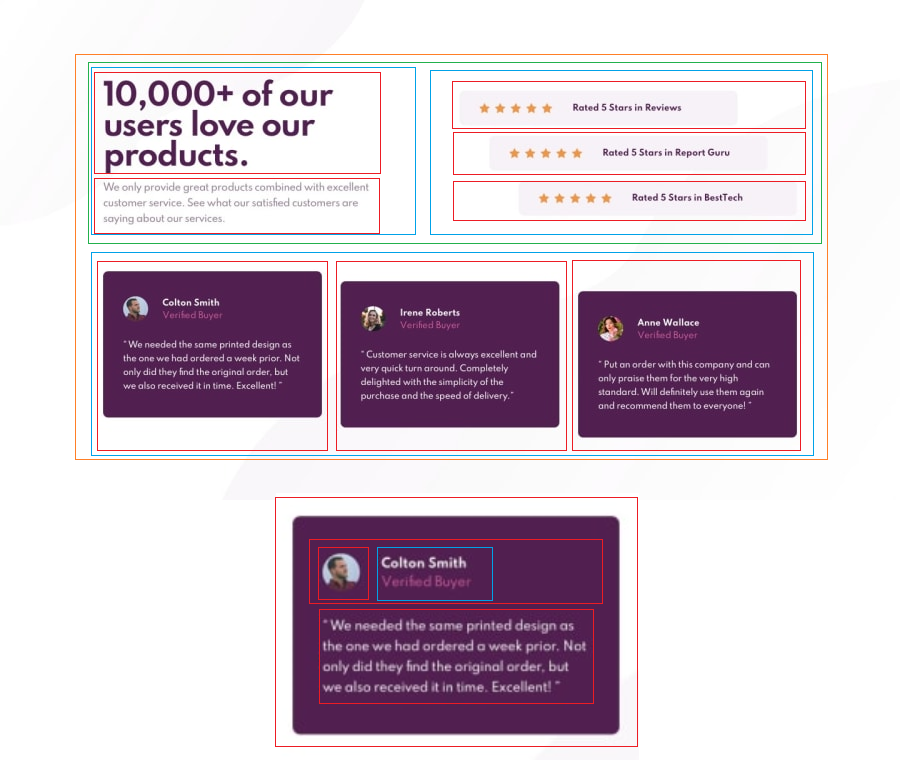 10,000+ of our
users love our
products.
We only provide great products combined with excellent
customer service. See what our satisfied customers are
saying about our services.
Rated 5 Stars in Reviews
Rated 5 Stars in Report Guru
Rated 5 Stars in BestTech
Colton Smith
Verified Buyer
“ We needed the same printed design as
the one we had ordered a week prior. Not
only did they find the original order, but
we also received it in time. Excellent! ”
Irene Roberts
Verified Buyer
“ Customer service is always excellent and
very quick turn around. Completely
delighted with the simplicity of the
purchase and the speed of delivery.”
Anne Wallace
Verified Buyer
“ Put an order with this company and can
only praise them for the very high
standard. Will definitely use them again
and recommend them to everyone! ”
Colton Smith
Verified Buyer
“ We needed the same printed design as
the one we had ordered a week prior. Not
only did they find the original order, but
we also received it in time. Excellent! ”